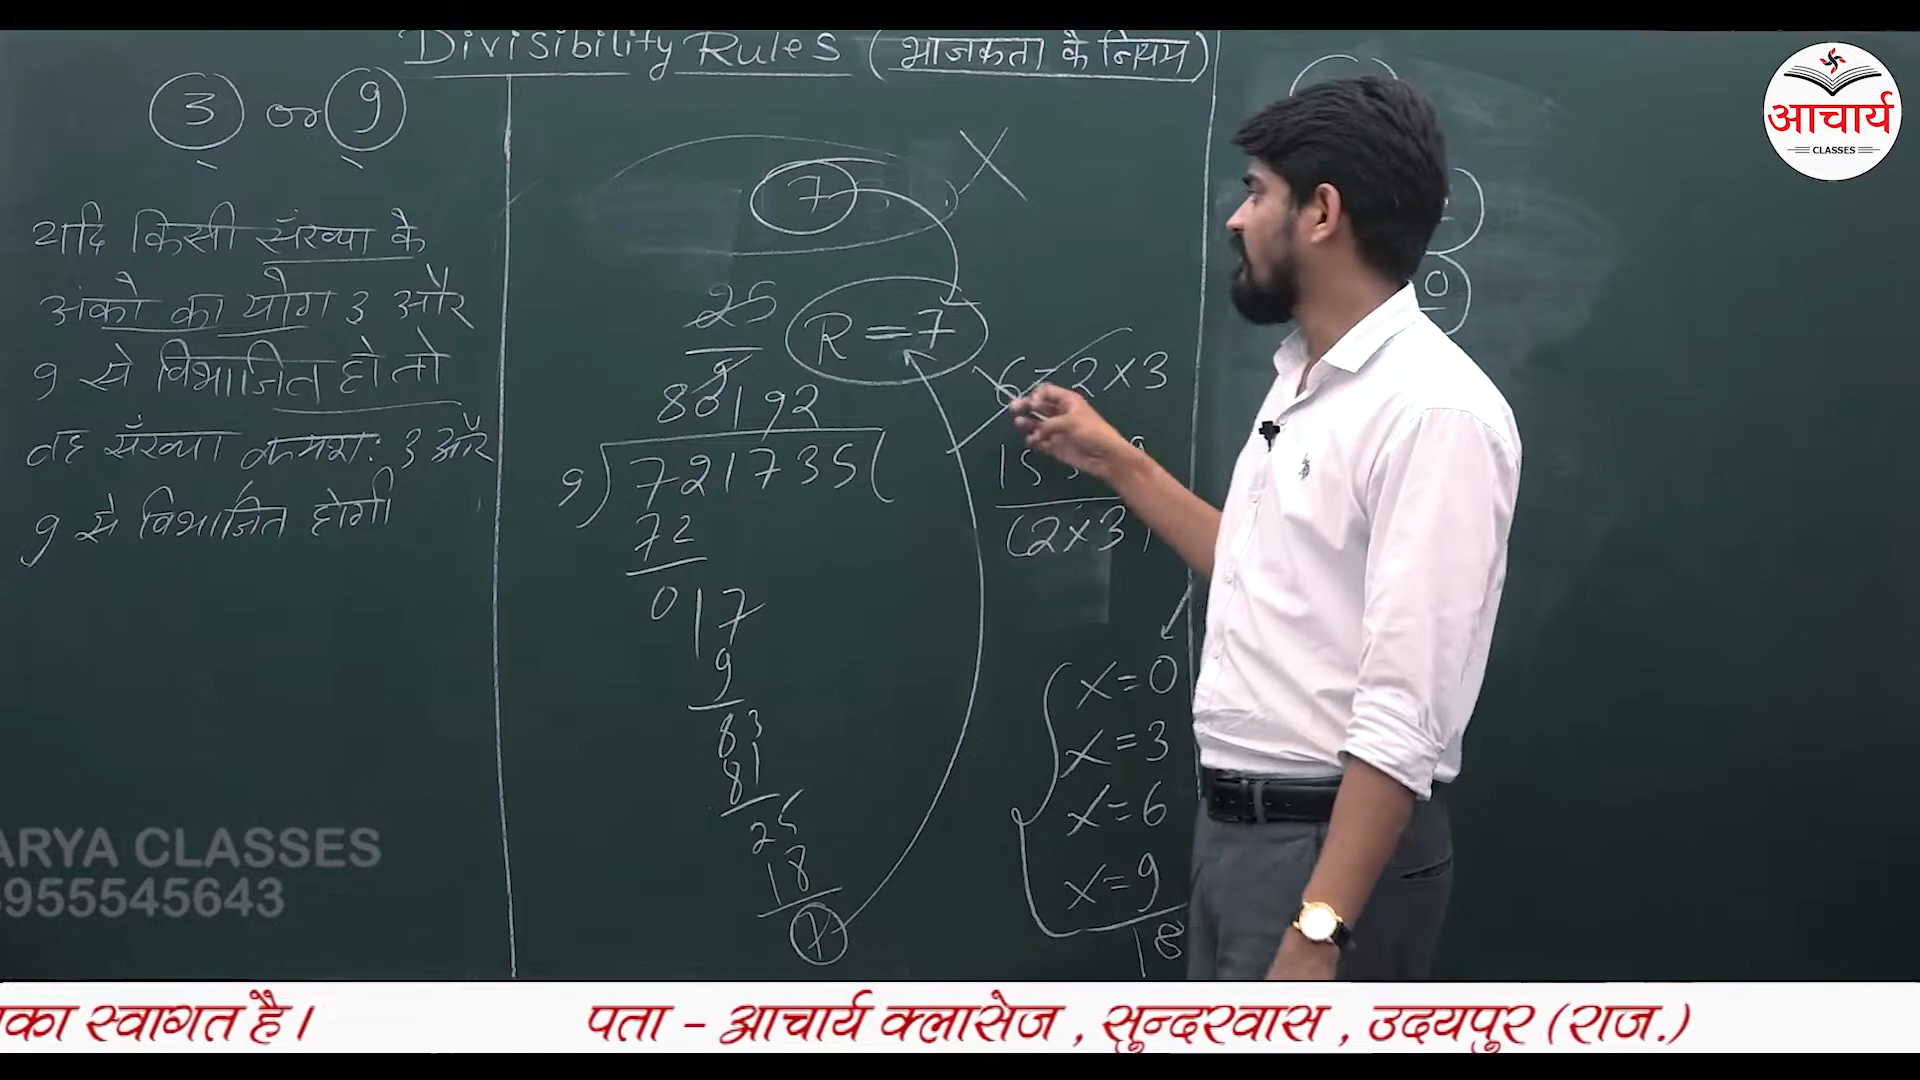 Divisibility Rules (भाजकता के नियम)
3 or 9
यदि किसी संख्या के
अंको का योग 3 और
9 से विभाजित हो तो
वह संख्या क्रमशः 3 और
9 से विभाजित होगी
7
25
9
R = 7
80192
9) 721735 (
72
017
9
83
81
25
18
7
6 = 2 x 3
(2 x 3)
x = 0
x = 3
x = 6
x = 9
18
0
आचार्य
CLASSES
ARYA CLASSES
955545643
का स्वागत है। पता - आचार्य क्लासेज , सुन्दरवास , उदयपुर (राज.)